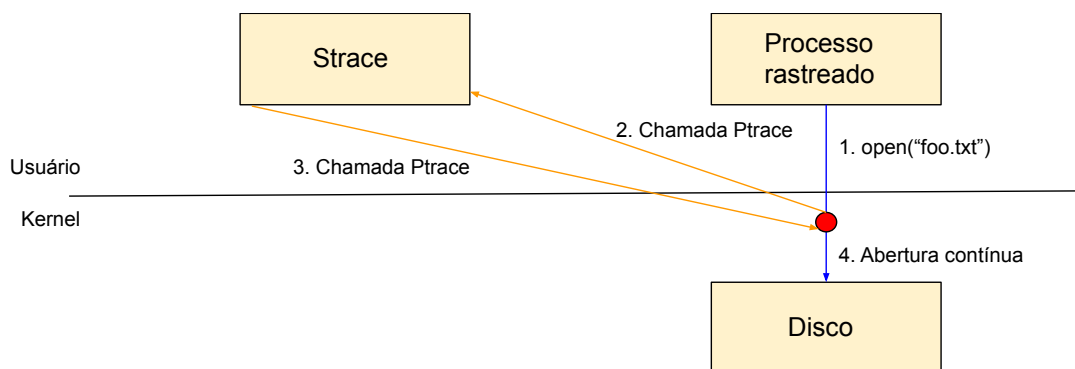 Strace
Processo
rastreado
2. Chamada Ptrace
1. open(“foo.txt”)
3. Chamada Ptrace
Usuário
Kernel
4. Abertura contínua
Disco